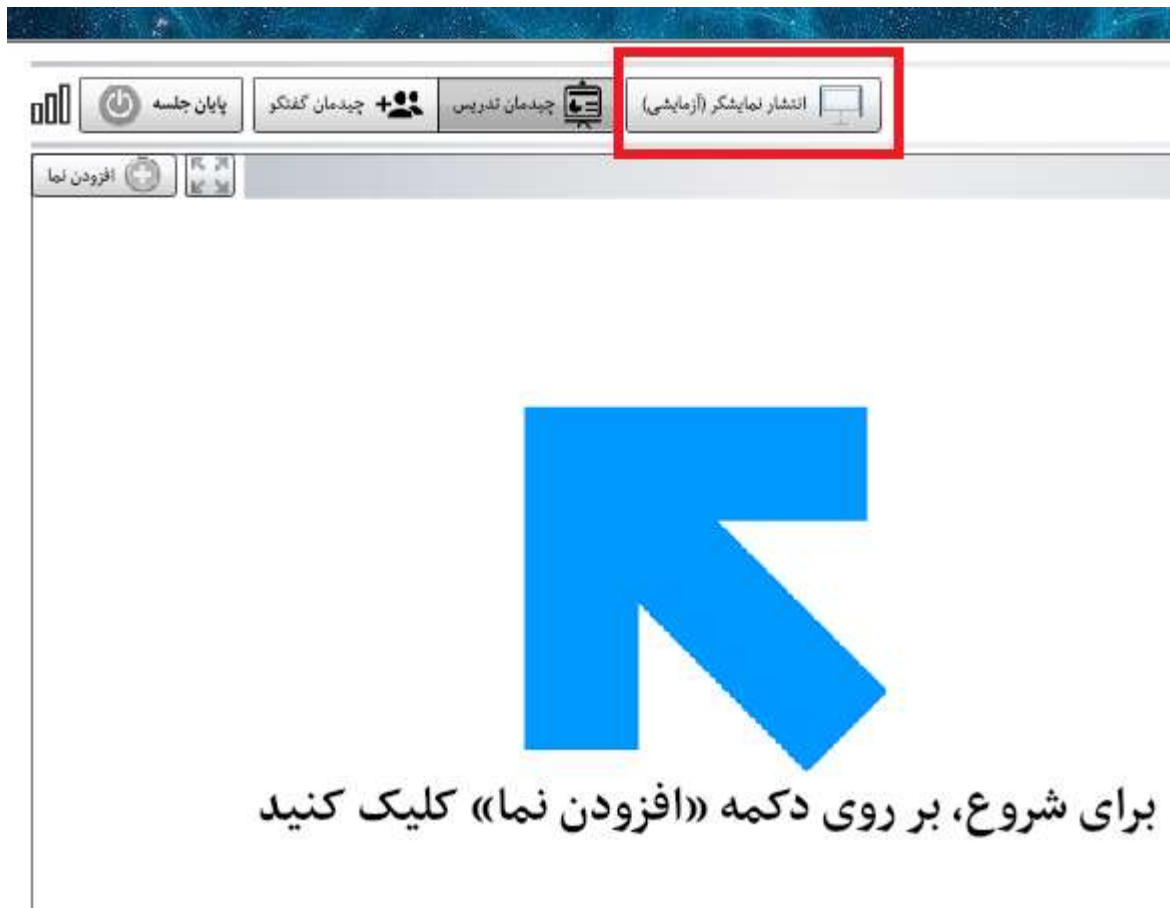 انتشار نمایشگر (آزمایشی) چیدمان تدریس چیدمان گفتگو پایان جلسه
افزودن نما
برای شروع، بر روی دکمه «افزودن نما» کلیک کنید